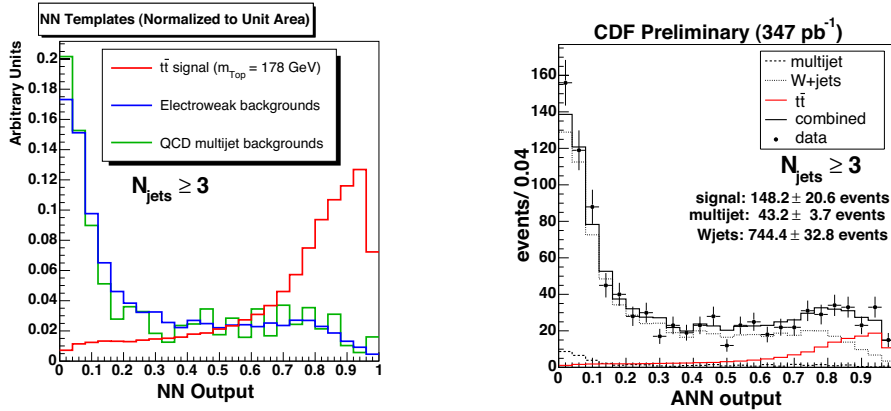 NN Templates (Normalized to Unit Area)
Arbitrary Units
0.2
0.18
0.16
0.14
0.12
0.1
0.08
0.06
0.04
0.02
0
tt̄ signal (mTop = 178 GeV)
Electroweak backgrounds
QCD multijet backgrounds
Njets ≥ 3
0 0.1 0.2 0.3 0.4 0.5 0.6 0.7 0.8 0.9 1
NN Output
CDF Preliminary (347 pb-1)
events/ 0.04
160
140
120
100
80
60
40
20
0
multijet
W+jets
tt̄
combined
data
Njets ≥ 3
signal: 148.2 ± 20.6 events
multijet: 43.2 ± 3.7 events
Wjets: 744.4 ± 32.8 events
0 0.1 0.2 0.3 0.4 0.5 0.6 0.7 0.8 0.9
ANN output